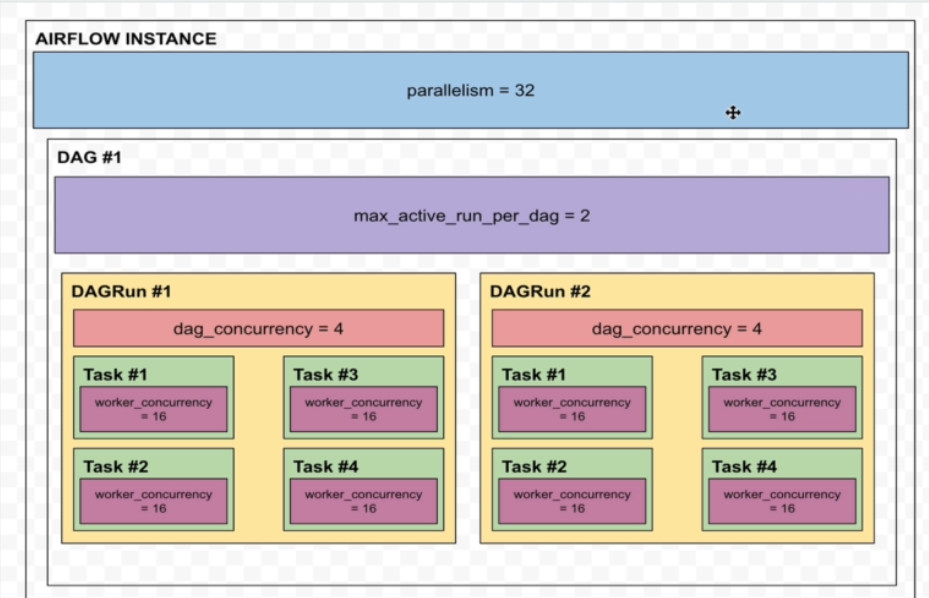 AIRFLOW INSTANCE
parallelism = 32
DAG #1
max_active_run_per_dag = 2
DAGRun #1
dag_concurrency = 4
Task #1
worker_concurrency
= 16
Task #3
worker_concurrency
= 16
Task #2
worker_concurrency
= 16
Task #4
worker_concurrency
= 16
DAGRun #2
dag_concurrency = 4
Task #1
worker_concurrency
= 16
Task #3
worker_concurrency
= 16
Task #2
worker_concurrency
= 16
Task #4
worker_concurrency
= 16